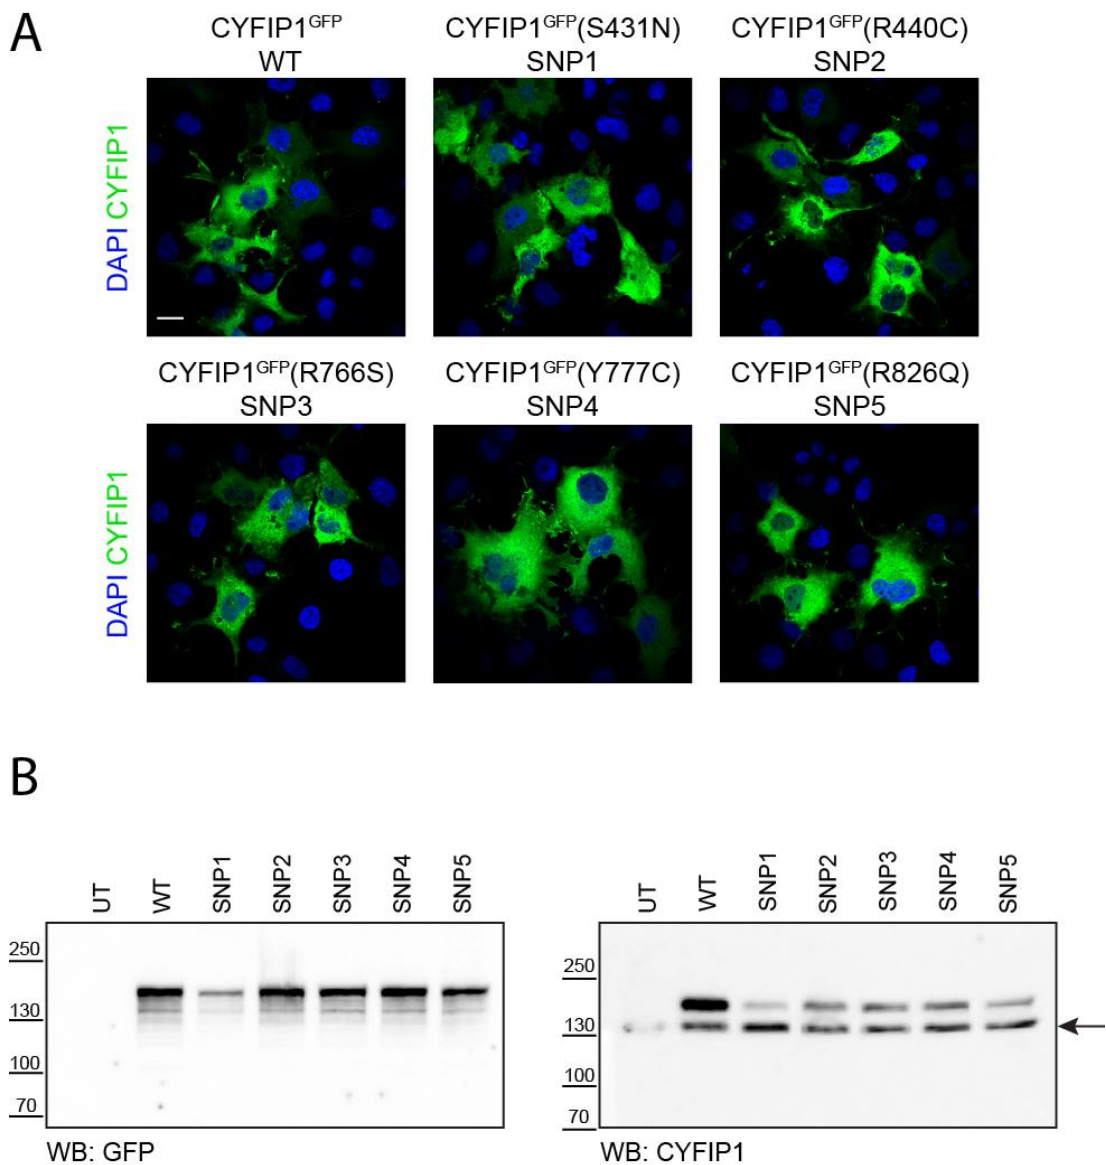 A
CYFIP1GFP
WT
CYFIP1GFP(S431N)
SNP1
CYFIP1GFP(R440C)
SNP2
DAPI CYFIP1
CYFIP1GFP(R766S)
SNP3
CYFIP1GFP(Y777C)
SNP4
CYFIP1GFP(R826Q)
SNP5
DAPI CYFIP1
B
UT WT SNP1 SNP2 SNP3 SNP4 SNP5
250
130
100
70
WB: GFP
UT WT SNP1 SNP2 SNP3 SNP4 SNP5
250
130
100
70
WB: CYFIP1